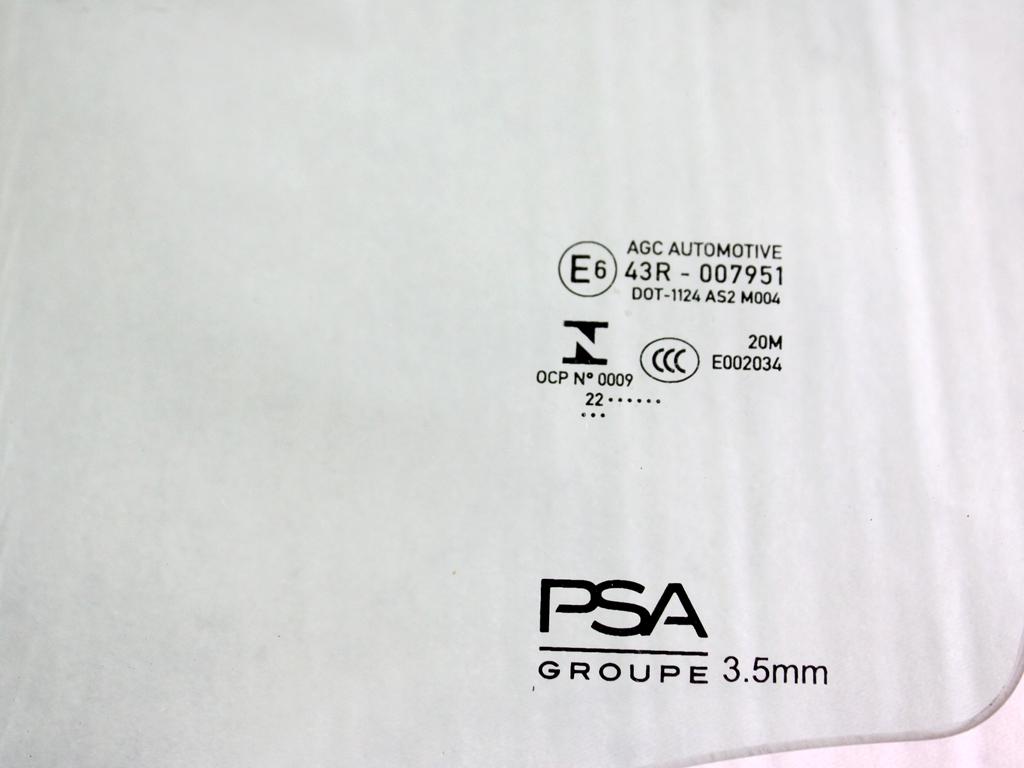 E6
AGC AUTOMOTIVE
43R - 007951
DOT-1124 AS2 M004
OCP Nº 0009
CCC
20M
E002034
22 ······
···
PSA
GROUPE 3.5mm